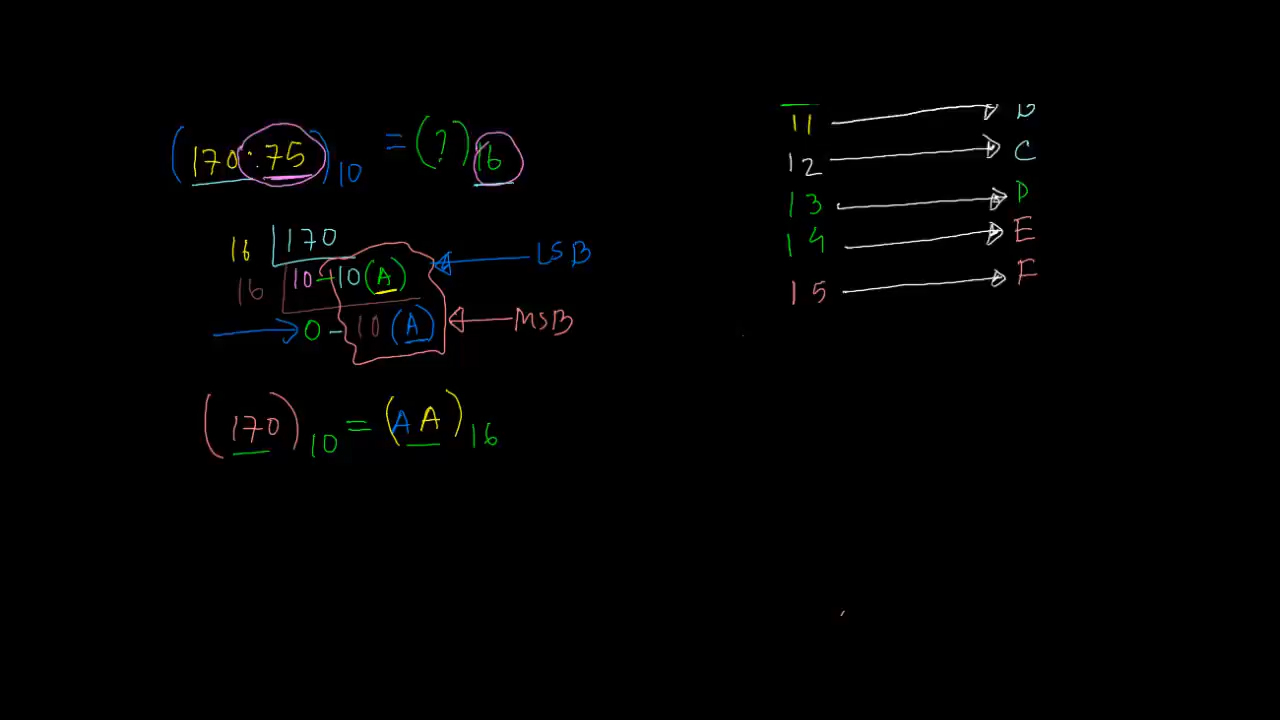 (170.75)10 = (?)16
16 170
16 10 - 10 (A) LSB
0 - 10 (A) MSB
(170)10 = (AA)16
11
12 C
13 D
14 E
15 F